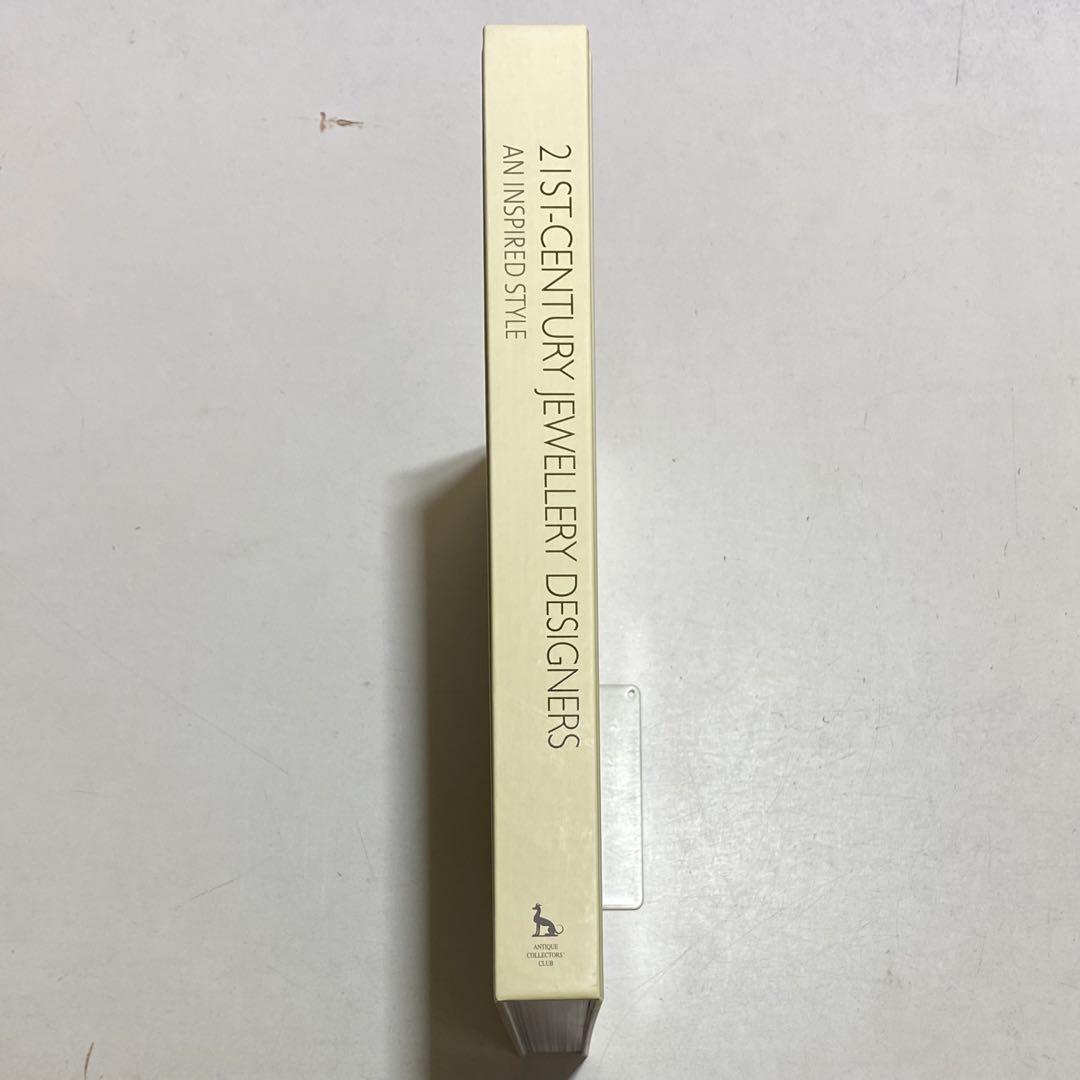 21ST-CENTURY JEWELLERY DESIGNERS
AN INSPIRED STYLE
ANTIQUE
COLLECTORS'
CLUB